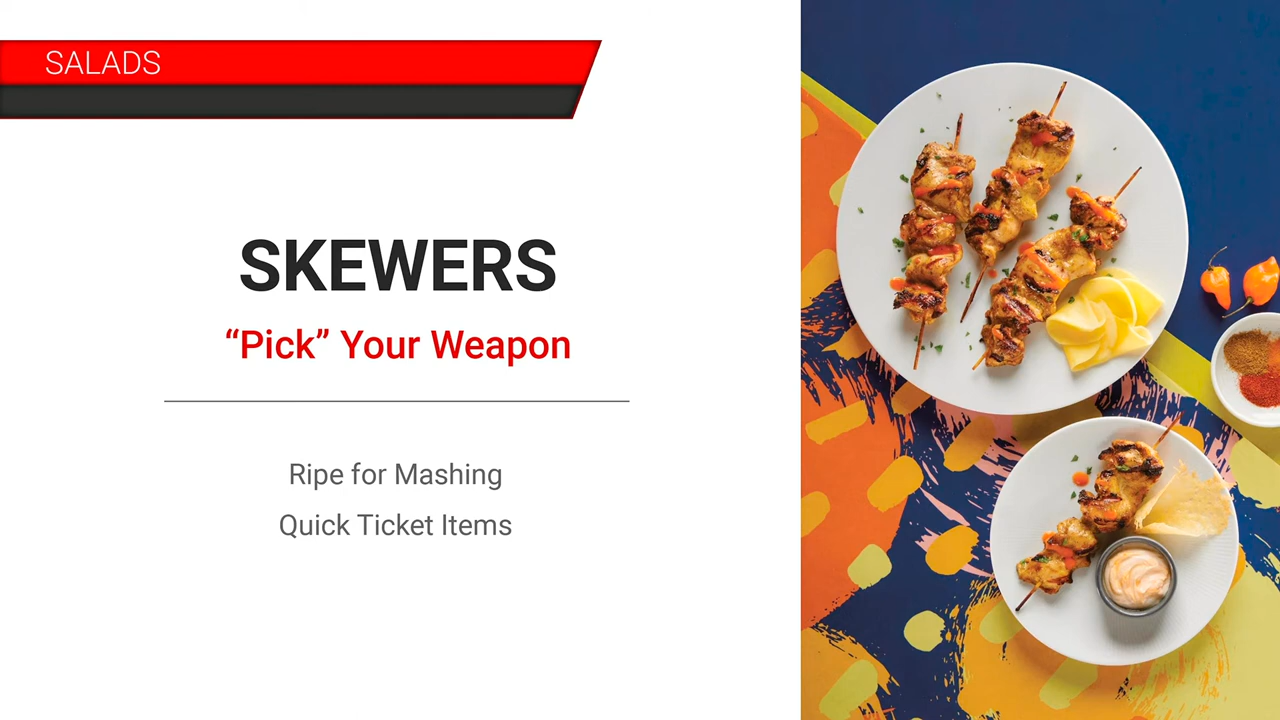 SALADS
SKEWERS
“Pick” Your Weapon
Ripe for Mashing
Quick Ticket Items